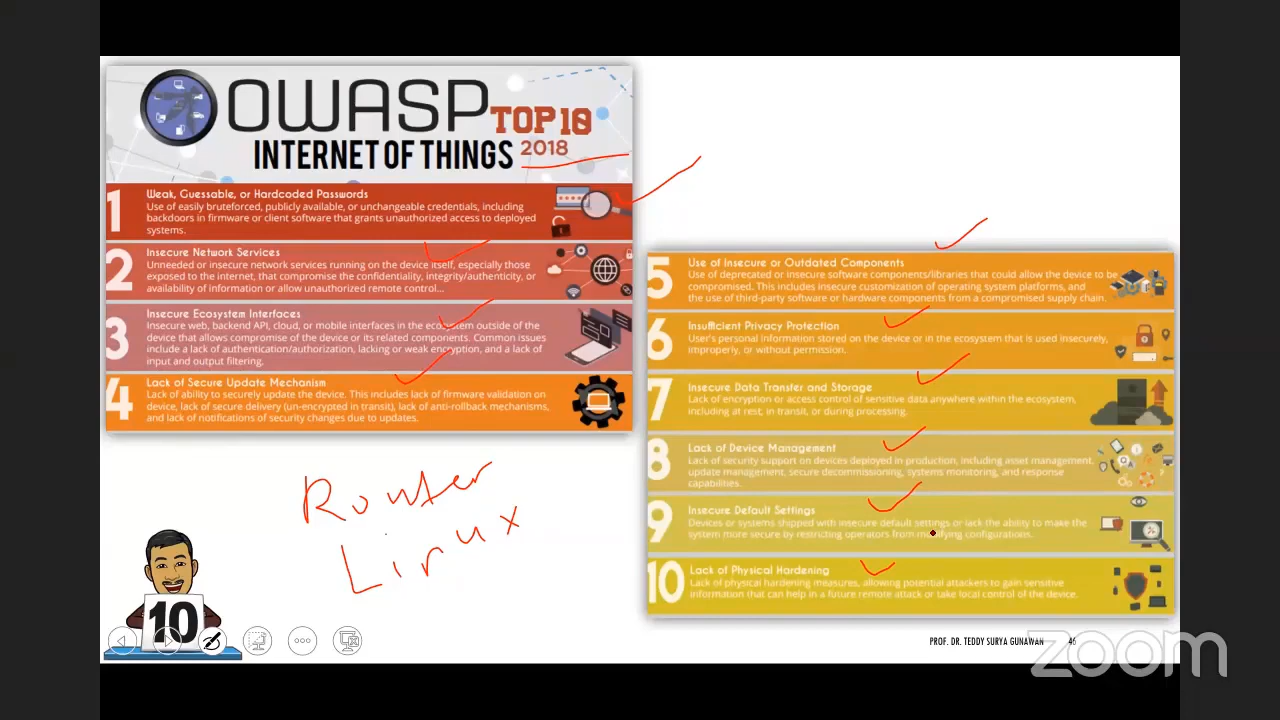 OWASP TOP 10
INTERNET OF THINGS 2018
1
Weak, Guessable, or Hardcoded Passwords
Use of easily bruteforced, publicly available, or unchangeable credentials, including
backdoors in firmware or client software that grants unauthorized access to deployed
systems.
2
Insecure Network Services
Unneeded or insecure network services running on the device itself, especially those
exposed to the internet, that compromise the confidentiality, integrity/authenticity, or
availability of information or allow unauthorized remote control...
3
Insecure Ecosystem Interfaces
Insecure web, backend API, cloud, or mobile interfaces in the ecosystem outside of the
device that allows compromise of the device or its related components. Common issues
include a lack of authentication/authorization, lacking or weak encryption, and a lack of
input and output filtering.
4
Lack of Secure Update Mechanism
Lack of ability to securely update the device. This includes lack of firmware validation on
device, lack of secure delivery (un-encrypted in transit), lack of anti-rollback mechanisms,
and lack of notifications of security changes due to updates.
Router
Linux
10
5
Use of Insecure or Outdated Components
Use of deprecated or insecure software components/libraries that could allow the device to be
compromised. This includes insecure customization of operating system platforms, and
the use of third-party software or hardware components from a compromised supply chain.
6
Insufficient Privacy Protection
User's personal information stored on the device or in the ecosystem that is used insecurely,
improperly, or without permission.
7
Insecure Data Transfer and Storage
Lack of encryption or access control of sensitive data anywhere within the ecosystem,
including at rest, in transit, or during processing.
8
Lack of Device Management
Lack of security support on devices deployed in production, including asset management,
update management, secure decommissioning, systems monitoring, and response
capabilities.
9
Insecure Default Settings
Devices or systems shipped with insecure default settings or lack the ability to make the
system more secure by restricting operators from modifying configurations.
10
Lack of Physical Hardening
Lack of physical hardening measures, allowing potential attackers to gain sensitive
information that can help in a future remote attack or take local control of the device.
PROF. DR. TEDDY SURYA GUNAWAN 46
zoom